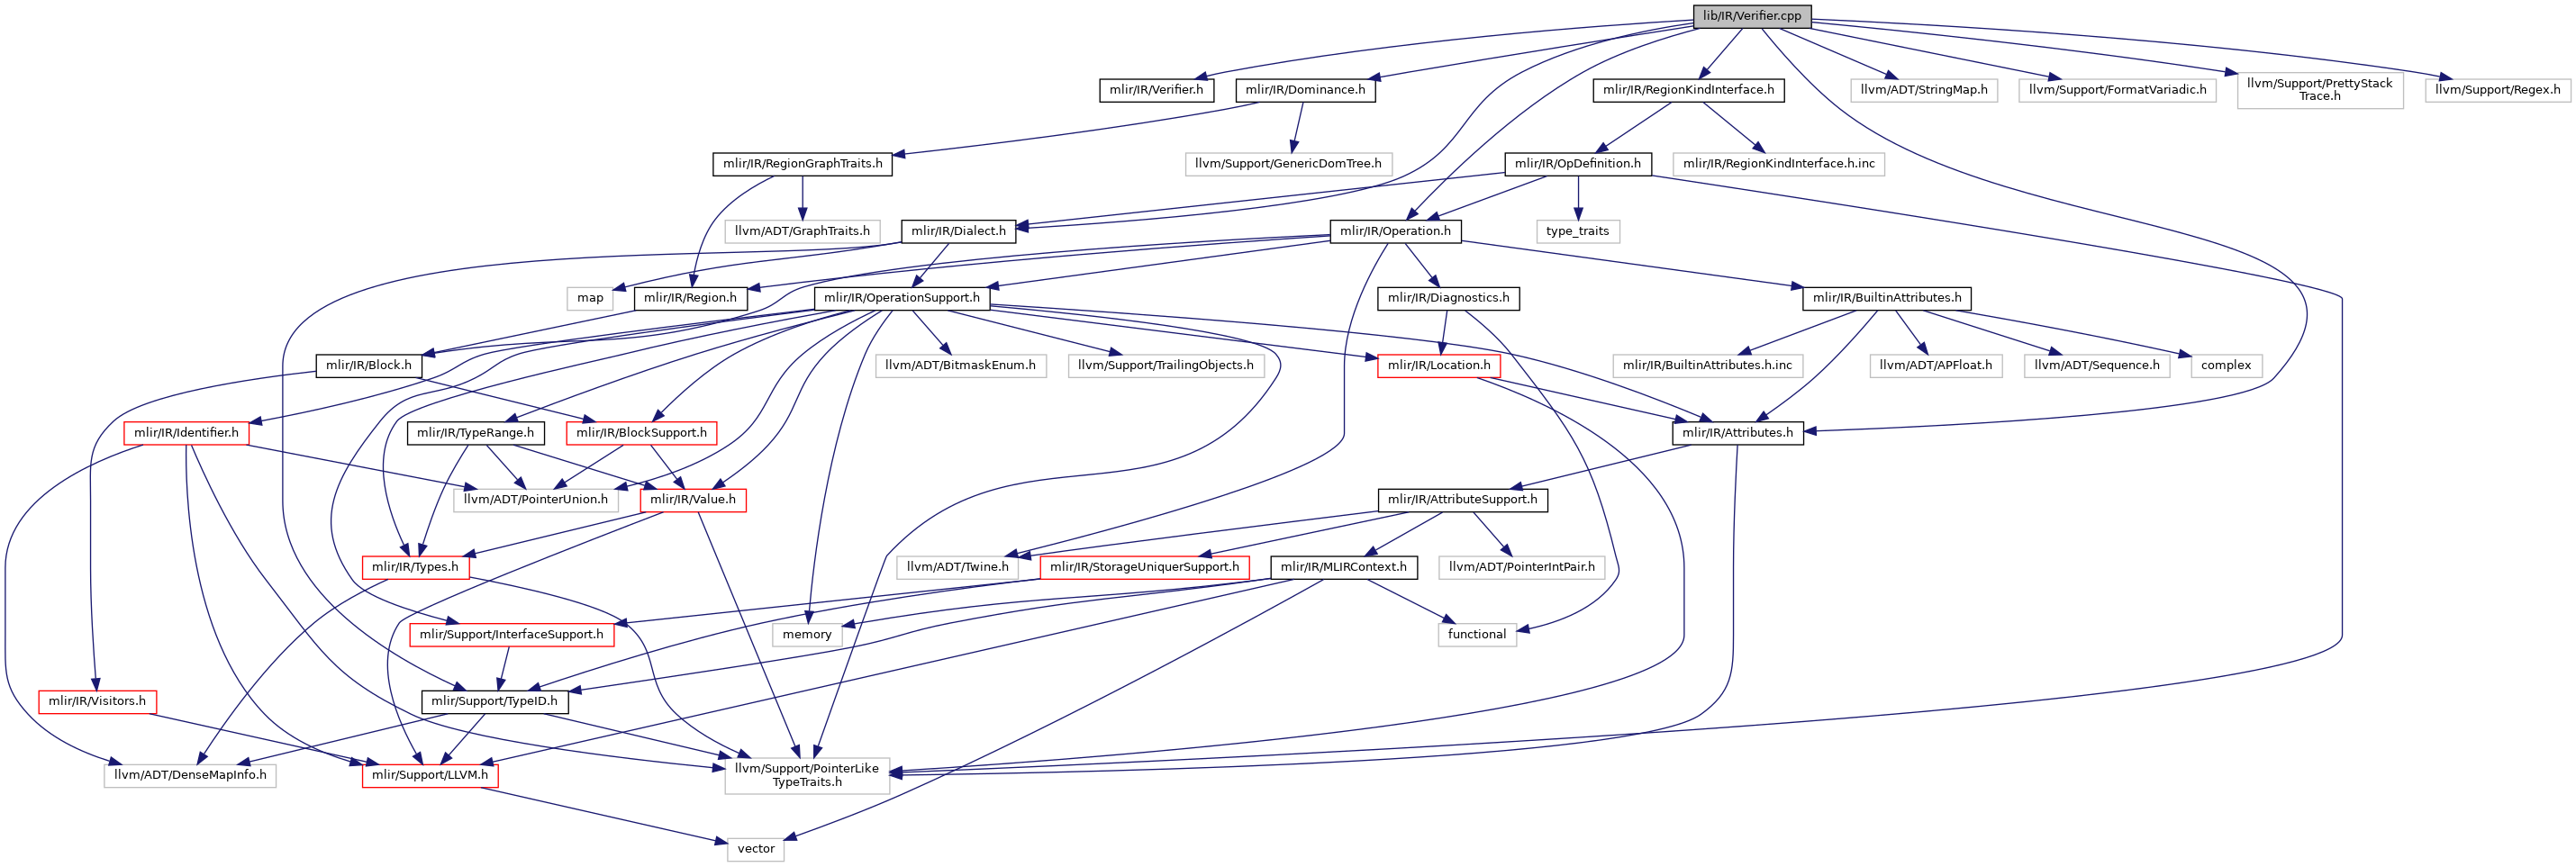 lib/IR/Verifier.cpp
mlir/IR/Verifier.h
mlir/IR/Dominance.h
mlir/IR/RegionKindInterface.h
llvm/ADT/StringMap.h
llvm/Support/FormatVariadic.h
llvm/Support/PrettyStack
Trace.h
llvm/Support/Regex.h
mlir/IR/RegionGraphTraits.h
llvm/Support/GenericDomTree.h
mlir/IR/OpDefinition.h
mlir/IR/RegionKindInterface.h.inc
llvm/ADT/GraphTraits.h
mlir/IR/Dialect.h
mlir/IR/Operation.h
type_traits
map
mlir/IR/Region.h
mlir/IR/OperationSupport.h
mlir/IR/Diagnostics.h
mlir/IR/BuiltinAttributes.h
mlir/IR/Block.h
llvm/ADT/BitmaskEnum.h
llvm/Support/TrailingObjects.h
mlir/IR/Location.h
mlir/IR/BuiltinAttributes.h.inc
llvm/ADT/APFloat.h
llvm/ADT/Sequence.h
complex
mlir/IR/Identifier.h
mlir/IR/TypeRange.h
mlir/IR/BlockSupport.h
mlir/IR/Attributes.h
llvm/ADT/PointerUnion.h
mlir/IR/Value.h
mlir/IR/AttributeSupport.h
mlir/IR/Types.h
llvm/ADT/Twine.h
mlir/IR/StorageUniquerSupport.h
mlir/IR/MLIRContext.h
llvm/ADT/PointerIntPair.h
mlir/Support/InterfaceSupport.h
memory
functional
mlir/IR/Visitors.h
mlir/Support/TypeID.h
llvm/ADT/DenseMapInfo.h
mlir/Support/LLVM.h
llvm/Support/PointerLike
TypeTraits.h
vector